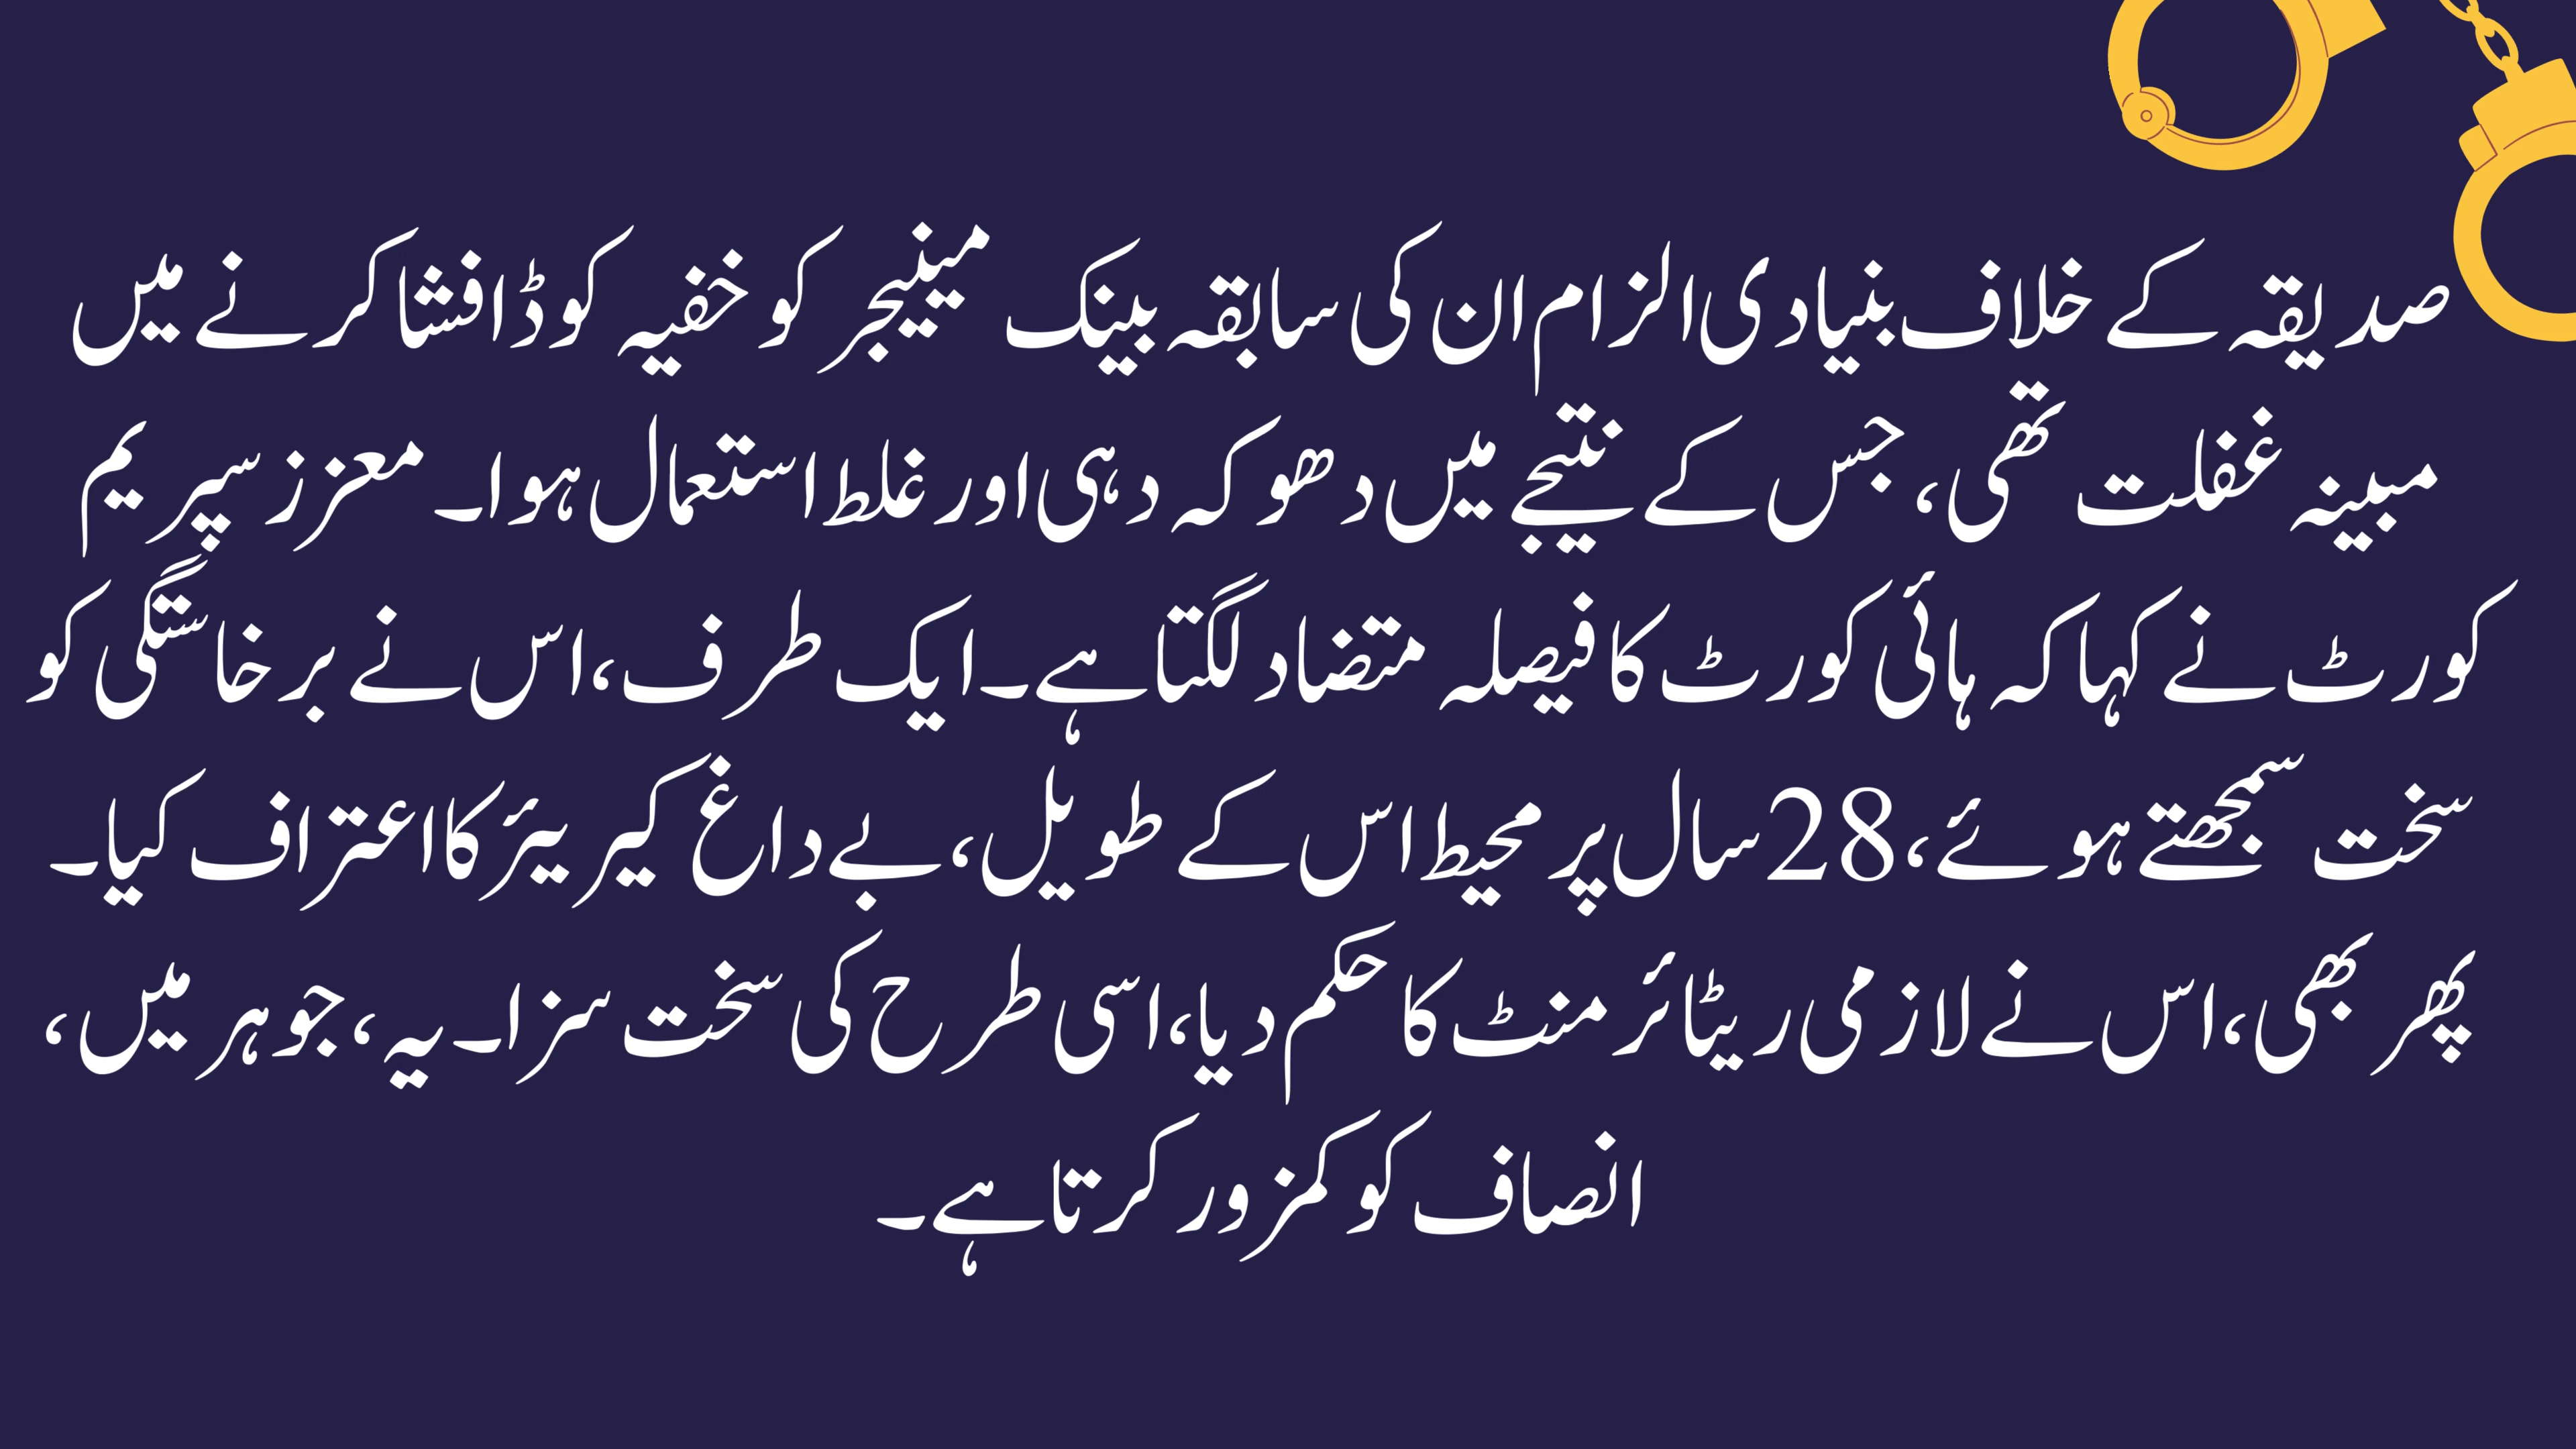 صدیقہ کے خلاف بنیادی الزام ان کی سابقہ بینک مینیجر کو خفیہ کوڈ افشا کرنے میں
مبینہ غفلت تھی، جس کے نتیجے میں دھوکہ دہی اور غلط استعمال ہوا۔ معزز سپریم
کورٹ نے کہا کہ ہائی کورٹ کا فیصلہ متضاد لگتا ہے۔ ایک طرف، اس نے برخاستگی کو
سخت سمجھتے ہوئے، 28 سال پر محیط اس کے طویل، بے داغ کیریئر کا اعتراف کیا۔
پھر بھی، اس نے لازمی ریٹائرمنٹ کا حکم دیا، اسی طرح کی سخت سزا۔ یہ، جوہر میں،
انصاف کو کمزور کرتا ہے۔